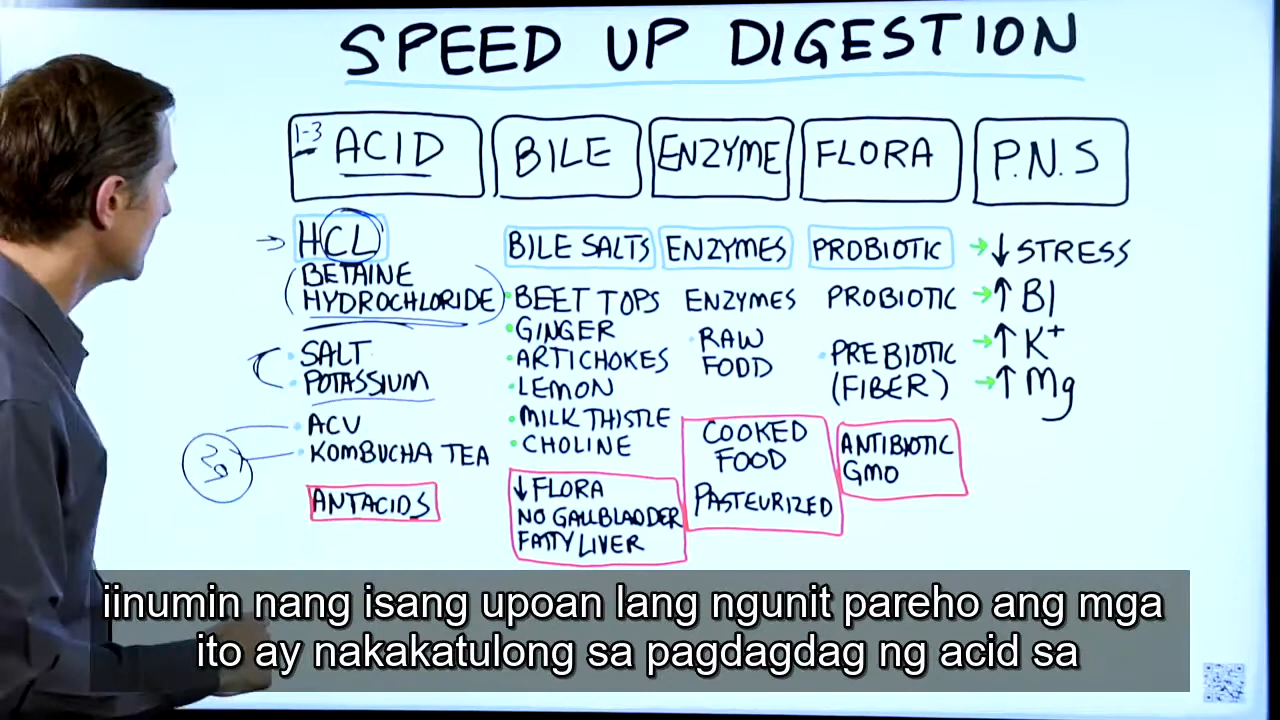 SPEED UP DIGESTION
1-3
ACID
BILE
ENZYME
FLORA
P.N.S
HCL
(BETAINE
HYDROCHLORIDE)
SALT
POTASSIUM
ACV
KOMBUCHA TEA
ANTACIDS
BILE SALTS
BEET TOPS
GINGER
ARTICHOKES
LEMON
MILK THISTLE
CHOLINE
↓ FLORA
NO GALLBLADDER
FATTY LIVER
ENZYMES
ENZYMES
RAW
FOOD
COOKED
FOOD
PASTEURIZED
PROBIOTIC
PROBIOTIC
PREBIOTIC
(FIBER)
ANTIBIOTIC
GMO
→ ↓ STRESS
→ ↑ B1
→ ↑ K+
→ ↑ Mg
iinumin nang isang upoan lang ngunit pareho ang mga
ito ay nakakatulong sa pagdagdag ng acid sa